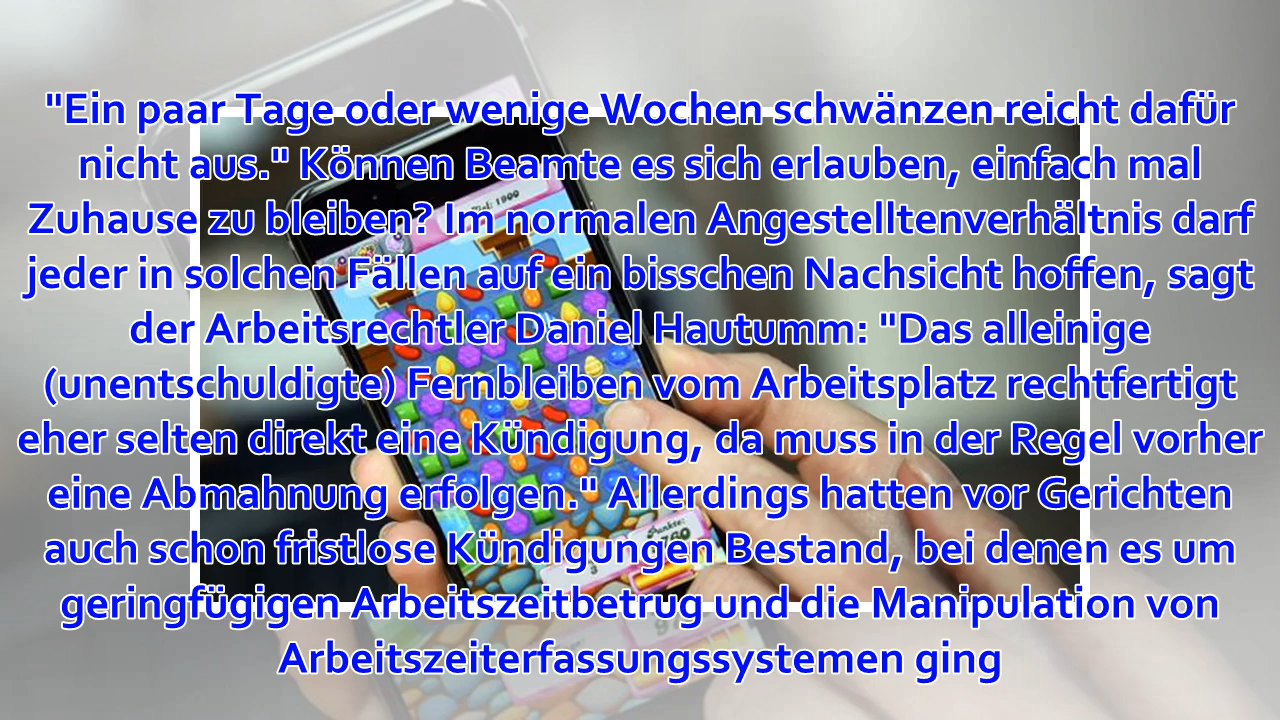 "Ein paar Tage oder wenige Wochen schwänzen reicht dafür
nicht aus." Können Beamte es sich erlauben, einfach mal
Zuhause zu bleiben? Im normalen Angestelltenverhältnis darf
jeder in solchen Fällen auf ein bisschen Nachsicht hoffen, sagt
der Arbeitsrechtler Daniel Hautumm: "Das alleinige
(unentschuldigte) Fernbleiben vom Arbeitsplatz rechtfertigt
eher selten direkt eine Kündigung, da muss in der Regel vorher
eine Abmahnung erfolgen." Allerdings hatten vor Gerichten
auch schon fristlose Kündigungen Bestand, bei denen es um
geringfügigen Arbeitszeitbetrug und die Manipulation von
Arbeitszeiterfassungssystemen ging